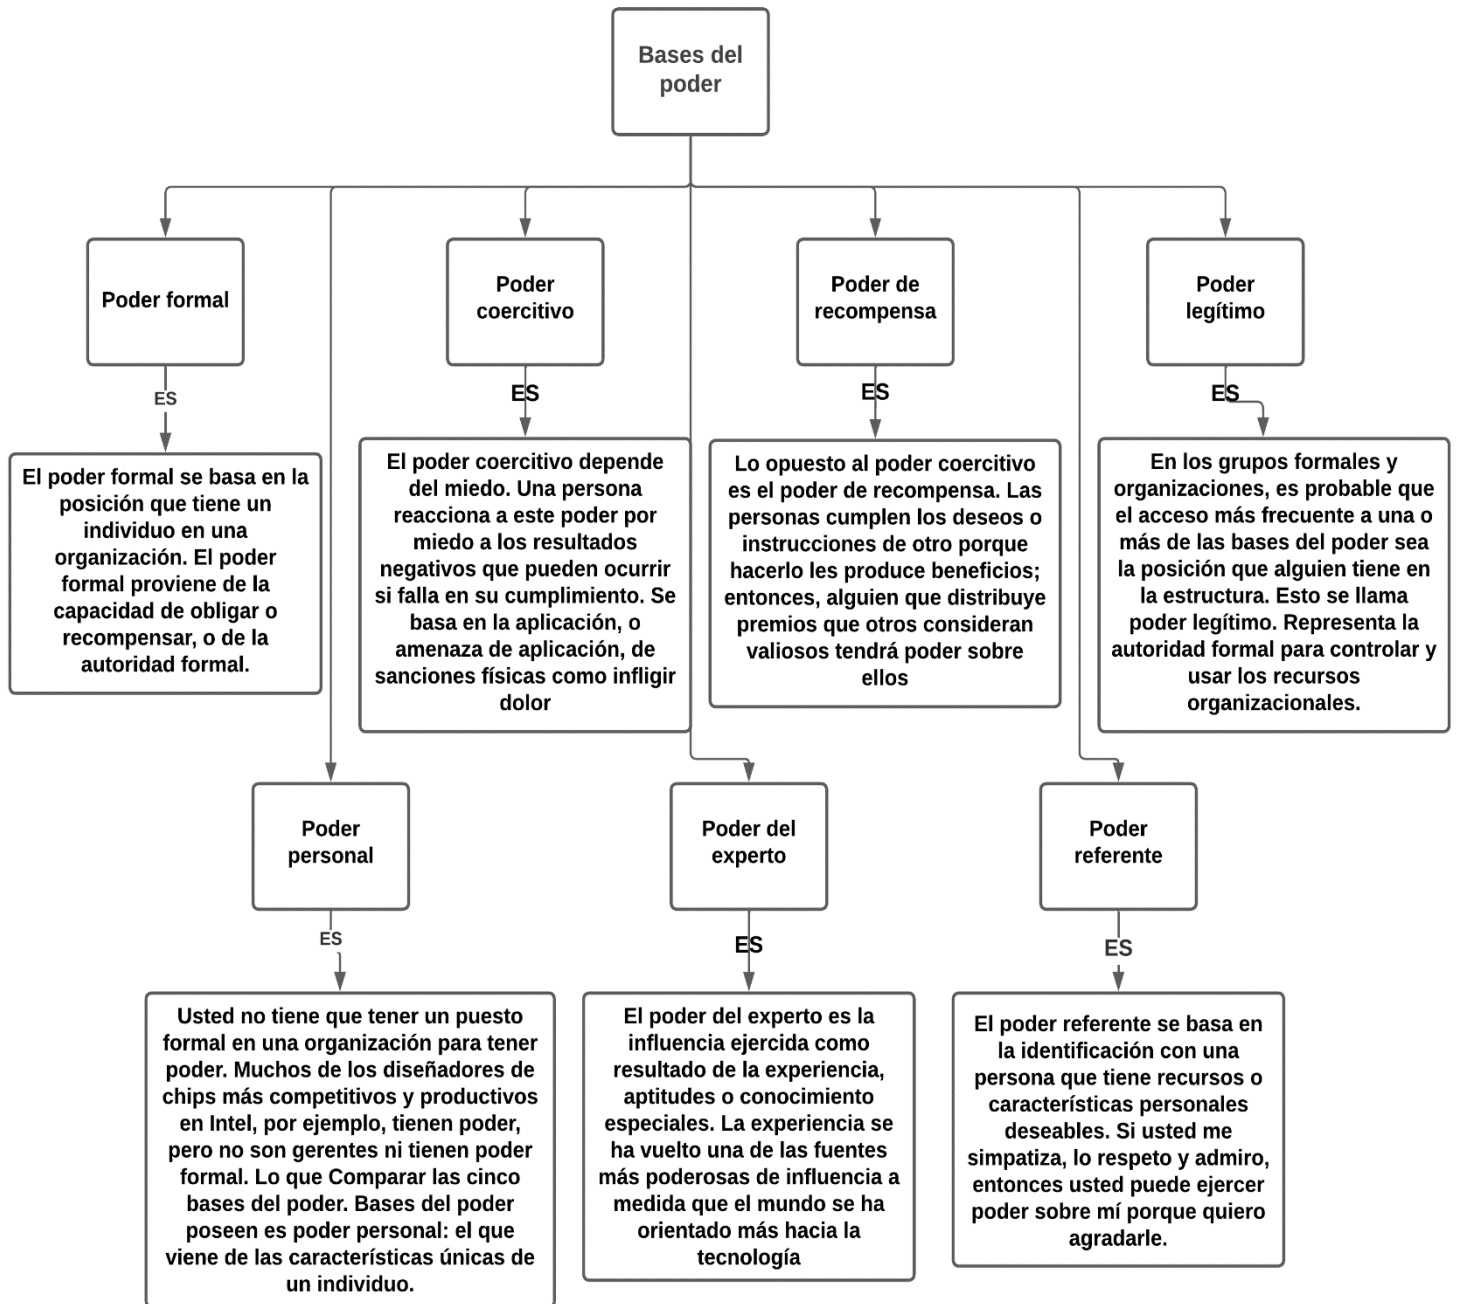 Bases del
poder
Poder formal
Poder
coercitivo
Poder de
recompensa
Poder
legítimo
ES
ES
ES
ES
El poder formal se basa en la
posición que tiene un
individuo en una
organización. El poder
formal proviene de la
capacidad de obligar o
recompensar, o de la
autoridad formal.
El poder coercitivo depende
del miedo. Una persona
reacciona a este poder por
miedo a los resultados
negativos que pueden ocurrir
si falla en su cumplimiento. Se
basa en la aplicación, o
amenaza de aplicación, de
sanciones físicas como infligir
dolor
Lo opuesto al poder coercitivo
es el poder de recompensa. Las
personas cumplen los deseos o
instrucciones de otro porque
hacerlo les produce beneficios;
entonces, alguien que distribuye
premios que otros consideran
valiosos tendrá poder sobre
ellos
En los grupos formales y
organizaciones, es probable que
el acceso más frecuente a una o
más de las bases del poder sea
la posición que alguien tiene en
la estructura. Esto se llama
poder legítimo. Representa la
autoridad formal para controlar y
usar los recursos
organizacionales.
Poder
personal
Poder del
experto
Poder
referente
ES
ES
ES
Usted no tiene que tener un puesto
formal en una organización para tener
poder. Muchos de los diseñadores de
chips más competitivos y productivos
en Intel, por ejemplo, tienen poder,
pero no son gerentes ni tienen poder
formal. Lo que Comparar las cinco
bases del poder. Bases del poder
poseen es poder personal: el que
viene de las características únicas de
un individuo.
El poder del experto es la
influencia ejercida como
resultado de la experiencia,
aptitudes o conocimiento
especiales. La experiencia se
ha vuelto una de las fuentes
más poderosas de influencia a
medida que el mundo se ha
orientado más hacia la
tecnología
El poder referente se basa en
la identificación con una
persona que tiene recursos o
características personales
deseables. Si usted me
simpatiza, lo respeto y admiro,
entonces usted puede ejercer
poder sobre mí porque quiero
agradarle.